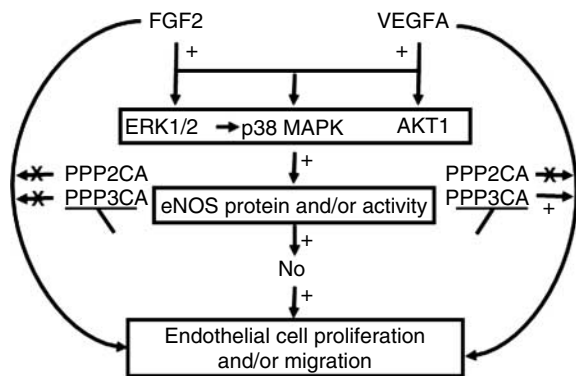 FGF2 VEGFA
+ +
ERK1/2 p38 MAPK AKT1
+
PPP2CA PPP2CA
X X
PPP3CA PPP3CA
X +
eNOS protein and/or activity
+
No
+
Endothelial cell proliferation
and/or migration